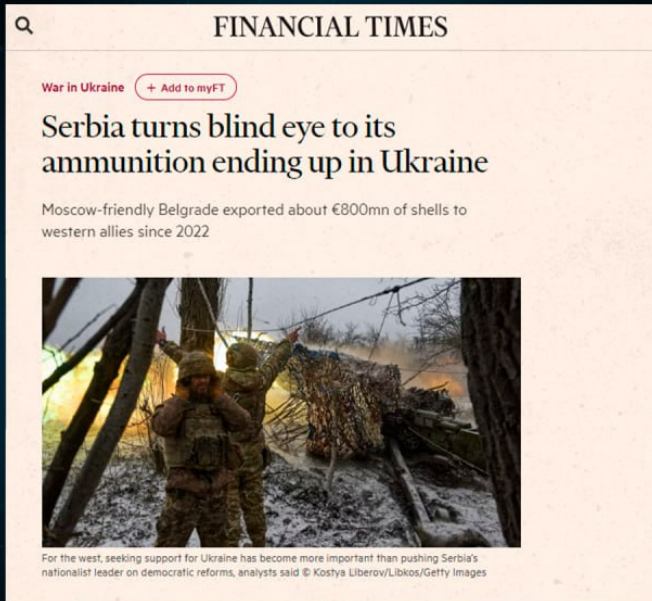 FINANCIAL TIMES
War in Ukraine
+ Add to myFT
Serbia turns blind eye to its
ammunition ending up in Ukraine
Moscow-friendly Belgrade exported about €800mn of shells to
western allies since 2022
For the west, seeking support for Ukraine has become more important than pushing Serbia's
nationalist leader on democratic reforms, analysts said © Kostya Liberov/Libkos/Getty Images